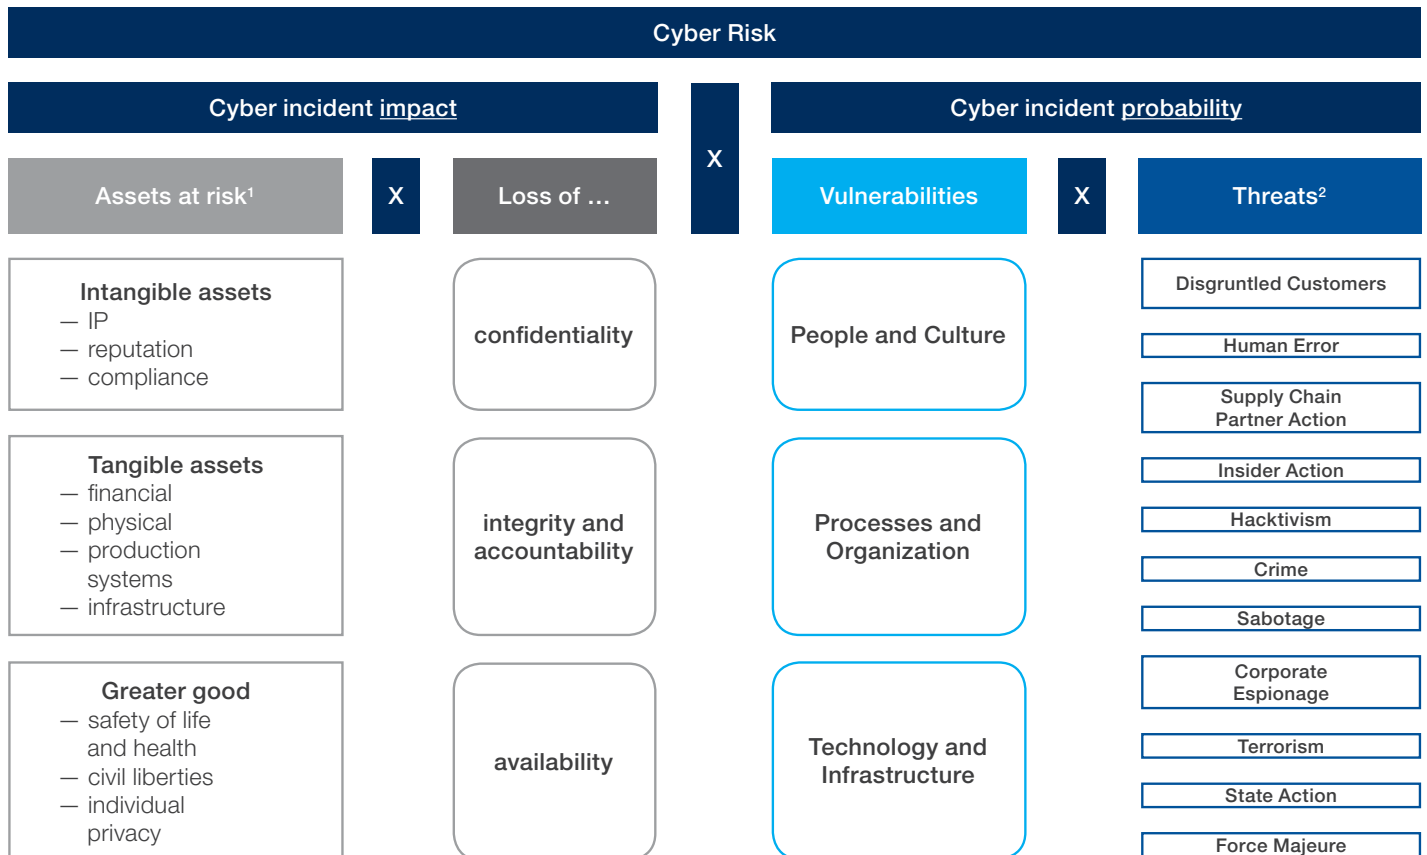 Cyber Risk
Cyber incident impact
X
Cyber incident probability
Assets at risk¹
X
Loss of …
Vulnerabilities
X
Threats²
Intangible assets
— IP
— reputation
— compliance
Tangible assets
— financial
— physical
— production
systems
— infrastructure
Greater good
— safety of life
and health
— civil liberties
— individual
privacy
confidentiality
integrity and
accountability
availability
People and Culture
Processes and
Organization
Technology and
Infrastructure
Disgruntled Customers
Human Error
Supply Chain
Partner Action
Insider Action
Hacktivism
Crime
Sabotage
Corporate
Espionage
Terrorism
State Action
Force Majeure